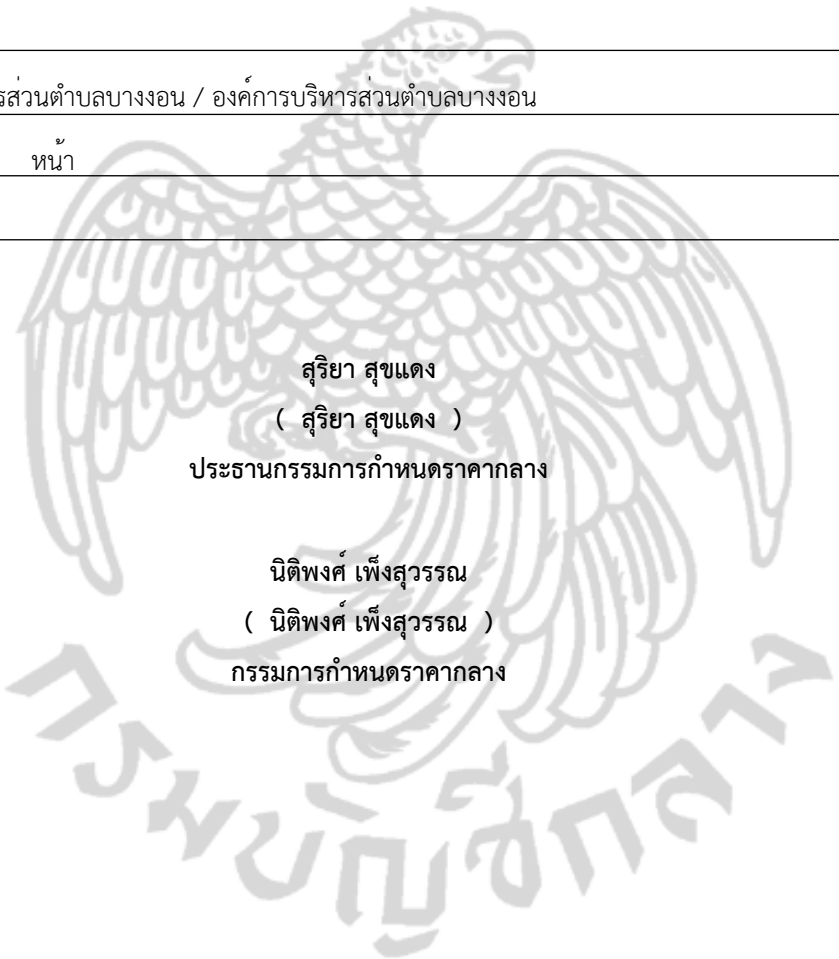 รส่วนตำบลบางงอน / องค์การบริหารส่วนตำบลบางงอน
หน้า
สุริยา สุขแดง
( สุริยา สุขแดง )
ประธานกรรมการกำหนดราคากลาง
นิติพงศ์ เพ็งสุวรรณ
( นิติพงศ์ เพ็งสุวรรณ )
กรรมการกำหนดราคากลาง
กรมบัญชีกลาง